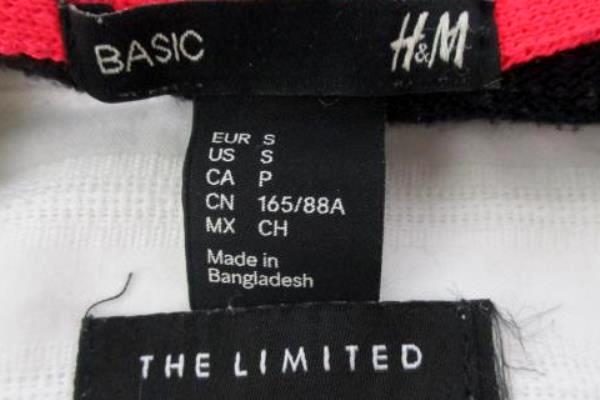 BASIC H&M
EUR S
US S
CA P
CN 165/88A
MX CH
Made in
Bangladesh
THE LIMITED